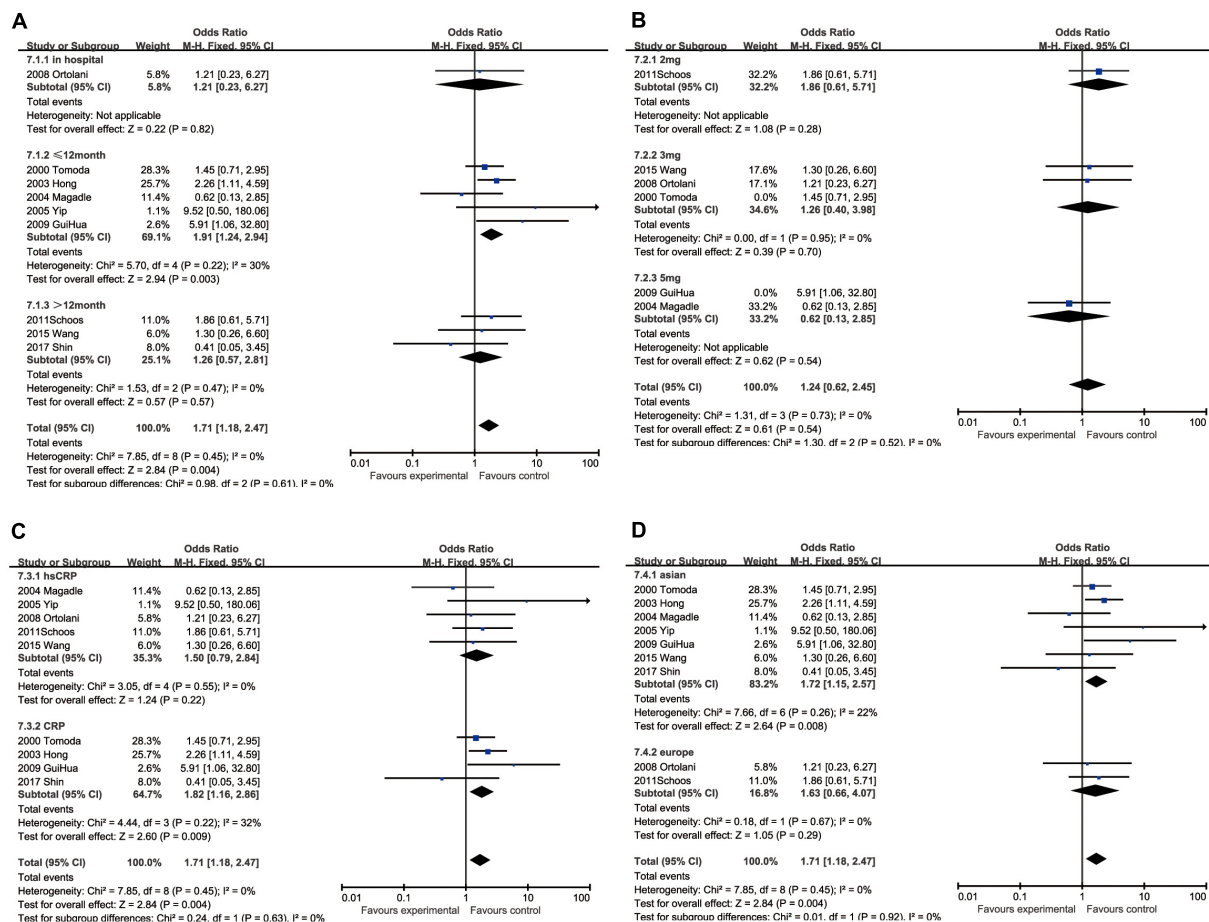 A
Odds Ratio Odds Ratio
Study or Subgroup Weight M-H. Fixed. 95% CI M-H. Fixed. 95% CI
7.1.1 in hospital
2008 Ortolani 5.8% 1.21 [0.23, 6.27]
Subtotal (95% CI) 5.8% 1.21 [0.23, 6.27]
Total events
Heterogeneity: Not applicable
Test for overall effect: Z = 0.22 (P = 0.82)
7.1.2 ⩽12month
2000 Tomoda 28.3% 1.45 [0.71, 2.95]
2003 Hong 25.7% 2.26 [1.11, 4.59]
2004 Magadle 11.4% 0.62 [0.13, 2.85]
2005 Yip 1.1% 9.52 [0.50, 180.06]
2009 GuiHua 2.6% 5.91 [1.06, 32.80]
Subtotal (95% CI) 69.1% 1.91 [1.24, 2.94]
Total events
Heterogeneity: Chi² = 5.70, df = 4 (P = 0.22); I² = 30%
Test for overall effect: Z = 2.94 (P = 0.003)
7.1.3 >12month
2011Schoos 11.0% 1.86 [0.61, 5.71]
2015 Wang 6.0% 1.30 [0.26, 6.60]
2017 Shin 8.0% 0.41 [0.05, 3.45]
Subtotal (95% CI) 25.1% 1.26 [0.57, 2.81]
Total events
Heterogeneity: Chi² = 1.53, df = 2 (P = 0.47); I² = 0%
Test for overall effect: Z = 0.57 (P = 0.57)
Total (95% CI) 100.0% 1.71 [1.18, 2.47]
Total events
Heterogeneity: Chi² = 7.85, df = 8 (P = 0.45); I² = 0%
Test for overall effect: Z = 2.84 (P = 0.004)
Test for subgroup differences: Chi² = 0.98, df = 2 (P = 0.61), I² = 0%
0.01 0.1 1 10 100
Favours experimental Favours control
B
Odds Ratio Odds Ratio
Study or Subgroup Weight M-H. Fixed. 95% CI M-H. Fixed. 95% CI
7.2.1 2mg
2011Schoos 32.2% 1.86 [0.61, 5.71]
Subtotal (95% CI) 32.2% 1.86 [0.61, 5.71]
Total events
Heterogeneity: Not applicable
Test for overall effect: Z = 1.08 (P = 0.28)
7.2.2 3mg
2015 Wang 17.6% 1.30 [0.26, 6.60]
2008 Ortolani 17.1% 1.21 [0.23, 6.27]
2000 Tomoda 0.0% 1.45 [0.71, 2.95]
Subtotal (95% CI) 34.6% 1.26 [0.40, 3.98]
Total events
Heterogeneity: Chi² = 0.00, df = 1 (P = 0.95); I² = 0%
Test for overall effect: Z = 0.39 (P = 0.70)
7.2.3 5mg
2009 GuiHua 0.0% 5.91 [1.06, 32.80]
2004 Magadle 33.2% 0.62 [0.13, 2.85]
Subtotal (95% CI) 33.2% 0.62 [0.13, 2.85]
Total events
Heterogeneity: Not applicable
Test for overall effect: Z = 0.62 (P = 0.54)
Total (95% CI) 100.0% 1.24 [0.62, 2.45]
Total events
Heterogeneity: Chi² = 1.31, df = 3 (P = 0.73); I² = 0%
Test for overall effect: Z = 0.61 (P = 0.54)
Test for subgroup differences: Chi² = 1.30, df = 2 (P = 0.52), I² = 0%
0.01 0.1 1 10 100
Favours experimental Favours control
C
Odds Ratio Odds Ratio
Study or Subgroup Weight M-H. Fixed. 95% CI M-H. Fixed. 95% CI
7.3.1 hsCRP
2004 Magadle 11.4% 0.62 [0.13, 2.85]
2005 Yip 1.1% 9.52 [0.50, 180.06]
2008 Ortolani 5.8% 1.21 [0.23, 6.27]
2011Schoos 11.0% 1.86 [0.61, 5.71]
2015 Wang 6.0% 1.30 [0.26, 6.60]
Subtotal (95% CI) 35.3% 1.50 [0.79, 2.84]
Total events
Heterogeneity: Chi² = 3.05, df = 4 (P = 0.55); I² = 0%
Test for overall effect: Z = 1.24 (P = 0.22)
7.3.2 CRP
2000 Tomoda 28.3% 1.45 [0.71, 2.95]
2003 Hong 25.7% 2.26 [1.11, 4.59]
2009 GuiHua 2.6% 5.91 [1.06, 32.80]
2017 Shin 8.0% 0.41 [0.05, 3.45]
Subtotal (95% CI) 64.7% 1.82 [1.16, 2.86]
Total events
Heterogeneity: Chi² = 4.44, df = 3 (P = 0.22); I² = 32%
Test for overall effect: Z = 2.60 (P = 0.009)
Total (95% CI) 100.0% 1.71 [1.18, 2.47]
Total events
Heterogeneity: Chi² = 7.85, df = 8 (P = 0.45); I² = 0%
Test for overall effect: Z = 2.84 (P = 0.004)
Test for subgroup differences: Chi² = 0.24, df = 1 (P = 0.63), I² = 0%
0.01 0.1 1 10 100
Favours experimental Favours control
D
Odds Ratio Odds Ratio
Study or Subgroup Weight M-H. Fixed. 95% CI M-H. Fixed. 95% CI
7.4.1 asian
2000 Tomoda 28.3% 1.45 [0.71, 2.95]
2003 Hong 25.7% 2.26 [1.11, 4.59]
2004 Magadle 11.4% 0.62 [0.13, 2.85]
2005 Yip 1.1% 9.52 [0.50, 180.06]
2009 GuiHua 2.6% 5.91 [1.06, 32.80]
2015 Wang 6.0% 1.30 [0.26, 6.60]
2017 Shin 8.0% 0.41 [0.05, 3.45]
Subtotal (95% CI) 83.2% 1.72 [1.15, 2.57]
Total events
Heterogeneity: Chi² = 7.66, df = 6 (P = 0.26); I² = 22%
Test for overall effect: Z = 2.64 (P = 0.008)
7.4.2 europe
2008 Ortolani 5.8% 1.21 [0.23, 6.27]
2011Schoos 11.0% 1.86 [0.61, 5.71]
Subtotal (95% CI) 16.8% 1.63 [0.66, 4.07]
Total events
Heterogeneity: Chi² = 0.18, df = 1 (P = 0.67); I² = 0%
Test for overall effect: Z = 1.05 (P = 0.29)
Total (95% CI) 100.0% 1.71 [1.18, 2.47]
Total events
Heterogeneity: Chi² = 7.85, df = 8 (P = 0.45); I² = 0%
Test for overall effect: Z = 2.84 (P = 0.004)
Test for subgroup differences: Chi² = 0.01, df = 1 (P = 0.92), I² = 0%
0.01 0.1 1 10 100
Favours experimental Favours control